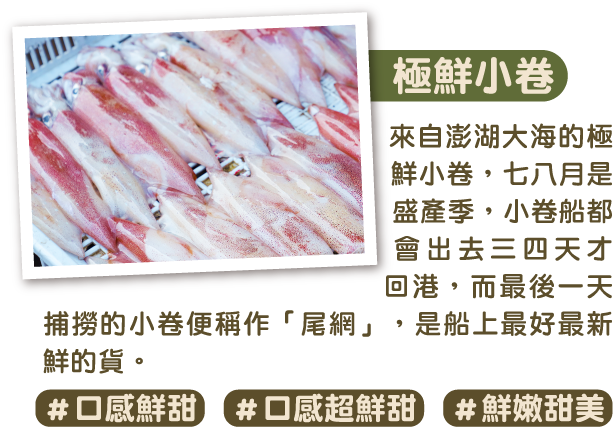 極鮮小卷
來自澎湖大海的極
鮮小卷，七八月是
盛產季，小卷船都
會出去三四天才
回港，而最後一天
捕撈的小卷便稱作「尾網」，是船上最好最新
鮮的貨。
#口感鮮甜 #口感超鮮甜 #鮮嫩甜美